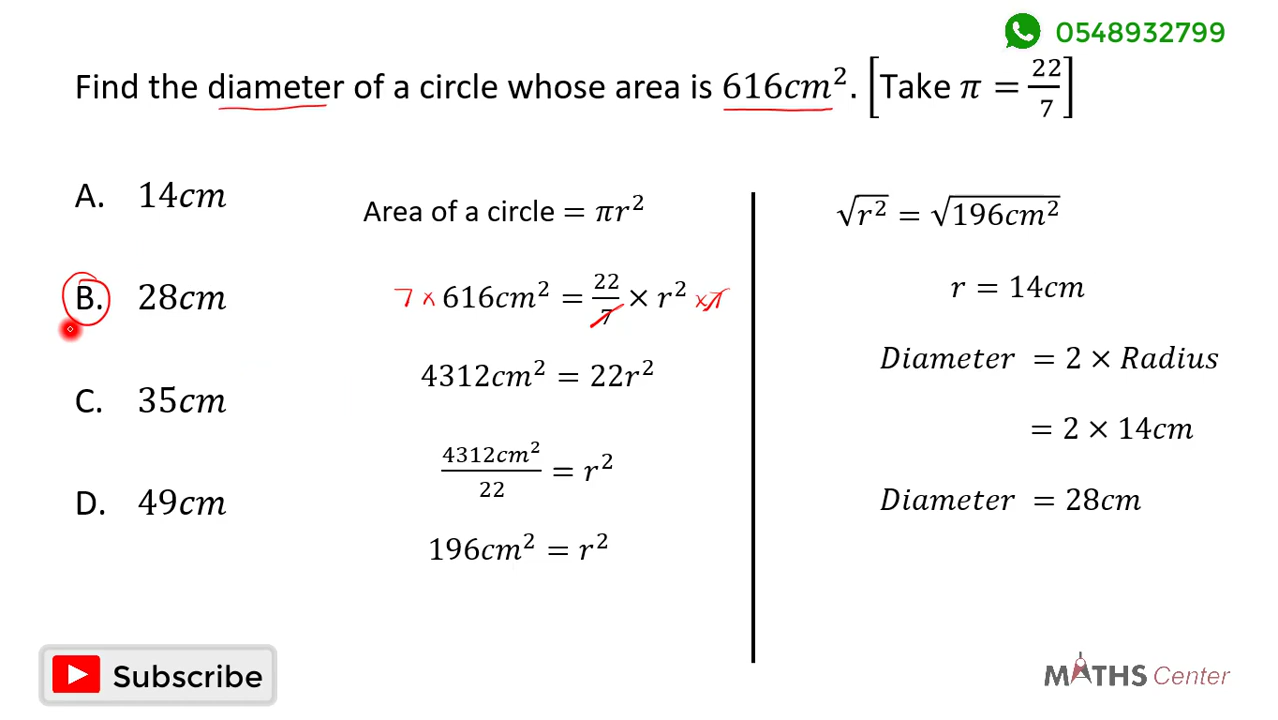 0548932799
Find the diameter of a circle whose area is 616cm². [Take π = 22/7]
A. 14cm
B. 28cm
C. 35cm
D. 49cm
Area of a circle = πr²
7 × 616cm² = 22/7 × r² ×7
4312cm² = 22r²
4312cm²/22 = r²
196cm² = r²
√r² = √196cm²
r = 14cm
Diameter = 2 × Radius
= 2 × 14cm
Diameter = 28cm
Subscribe
MATHS Center